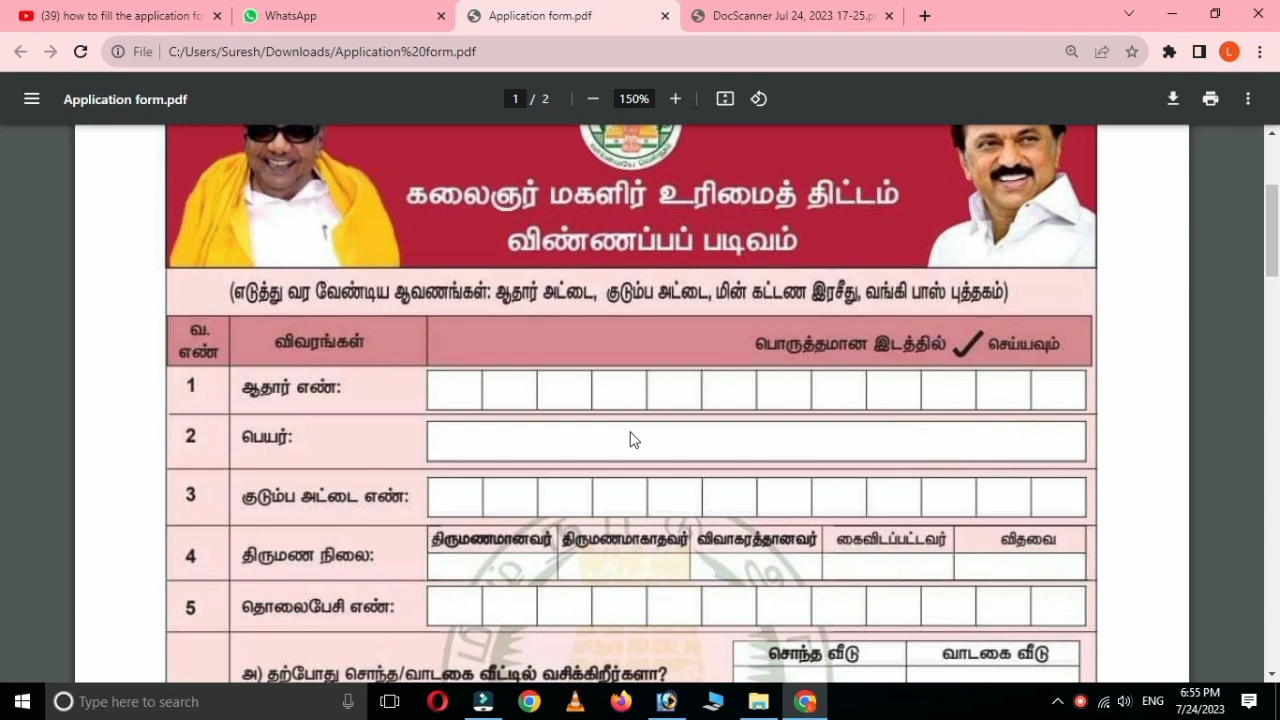 (39) how to fill the application fo
WhatsApp
Application form.pdf
DocScanner Jul 24, 2023 17-25.p
File
C:/Users/Suresh/Downloads/Application%20form.pdf
Application form.pdf
1 / 2
150%
L
வாய்மையே வெல்லும்
கலைஞர் மகளிர் உரிமைத் திட்டம்
விண்ணப்பப் படிவம்
(எடுத்து வர வேண்டிய ஆவணங்கள்: ஆதார் அட்டை, குடும்ப அட்டை, மின் கட்டண இரசீது, வங்கி பாஸ் புத்தகம்)
வ. எண்
விவரங்கள்
பொருத்தமான இடத்தில் ✓ செய்யவும்
1 ஆதார் எண்:
2 பெயர்:
3 குடும்ப அட்டை எண்:
4 திருமண நிலை:
திருமணமானவர் திருமணமாகாதவர் விவாகரத்தானவர் கைவிடப்பட்டவர் விதவை
5 தொலைபேசி எண்:
அ) தற்போது சொந்த/வாடகை வீட்டில் வசிக்கிறீர்களா?
சொந்த வீடு வாடகை வீடு
Type here to search
ENG
6:55 PM
7/24/2023